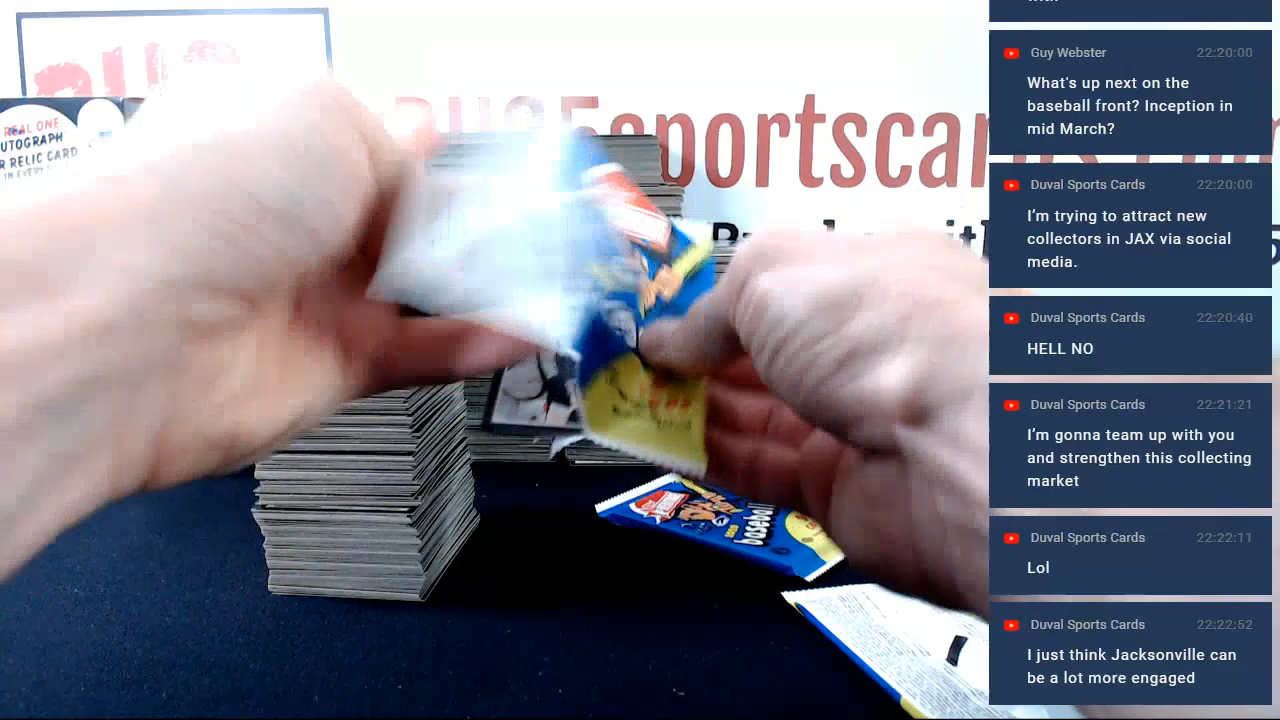 REAL ONE
AUTOGRAPH
R RELIC CARD
IN EVERY
sportscar
baseball
Guy Webster 22:20:00
What's up next on the
baseball front? Inception in
mid March?
Duval Sports Cards 22:20:00
I'm trying to attract new
collectors in JAX via social
media.
Duval Sports Cards 22:20:40
HELL NO
Duval Sports Cards 22:21:21
I'm gonna team up with you
and strengthen this collecting
market
Duval Sports Cards 22:22:11
Lol
Duval Sports Cards 22:22:52
I just think Jacksonville can
be a lot more engaged